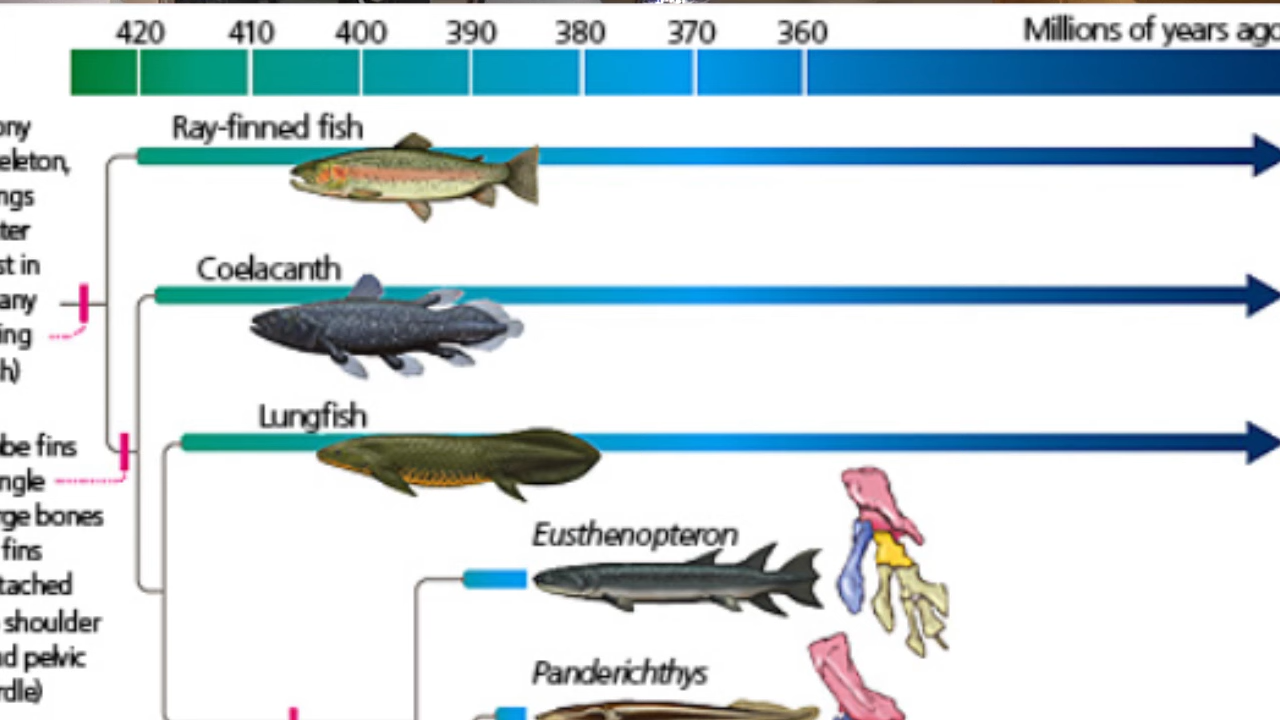 420 410 400 390 380 370 360 Millions of years ago
ony
Ray-finned fish
eleton,
ngs
ter
st in
Coelacanth
any
ing
h)
Lungfish
be fins
ngle
rge bones
Eusthenopteron
fins
tached
shoulder
d pelvic
Panderichthys
rdle)